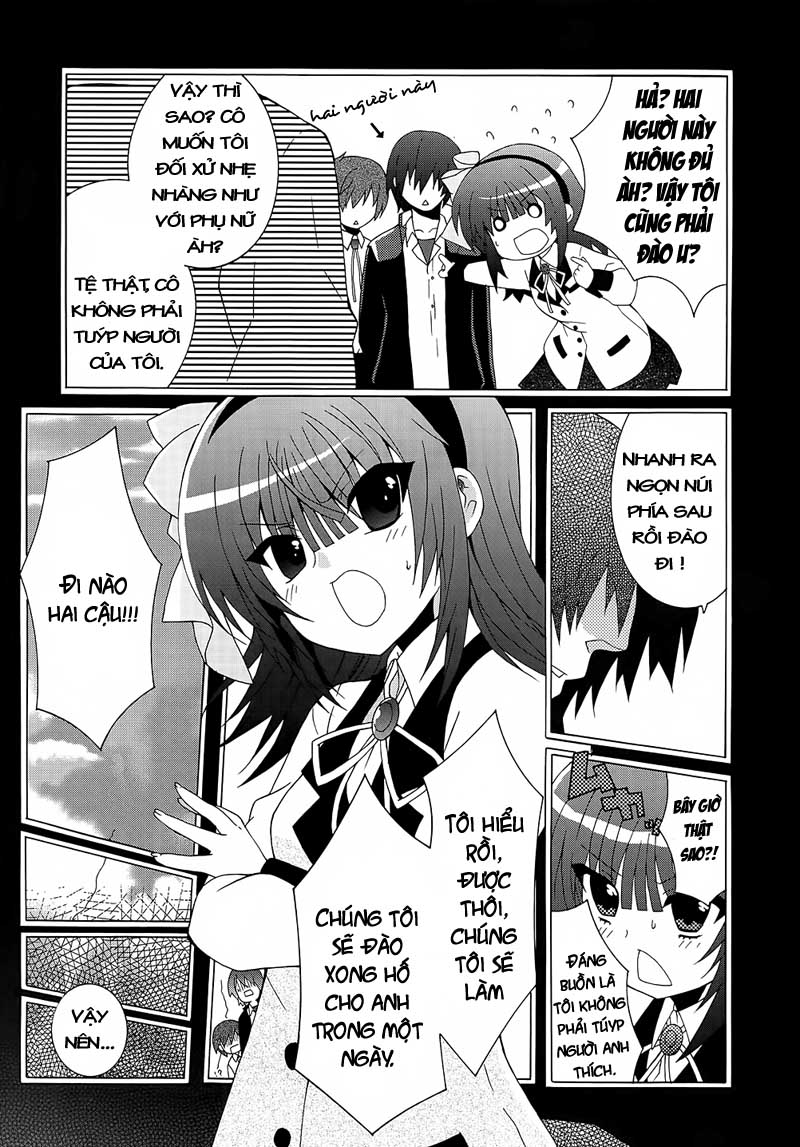 HẢ? HAI
NGƯỜI NÀY
KHÔNG ĐỦ
ÀH? VẬY TÔI
CŨNG PHẢI
ĐÀO Ư?
hai người này
VẬY THÌ
SAO? CÔ
MUỐN TÔI
ĐỐI XỬ NHẸ
NHÀNG NHƯ
VỚI PHỤ NỮ
ÀH?
TỆ THẬT, CÔ
KHÔNG PHẢI
TUÝP NGƯỜI
CỦA TÔI.
NHANH RA
NGỌN NÚI
PHÍA SAU
RỒI ĐÀO
ĐI !
BÂY GIỜ
THẬT
SAO?!
ĐÁNG
BUỒN LÀ
TÔI KHÔNG
PHẢI TÚYP
NGƯỜI ANH
THÍCH.
TÔI HIỂU
RỒI,
ĐƯỢC
THÔI,
CHÚNG
TÔI SẼ
LÀM
CHÚNG TÔI
SẼ ĐÀO
XONG HỐ
CHO ANH
TRONG MỘT
NGÀY.
ĐI NÀO
HAI CẬU!!!
VẬY
NÊN...